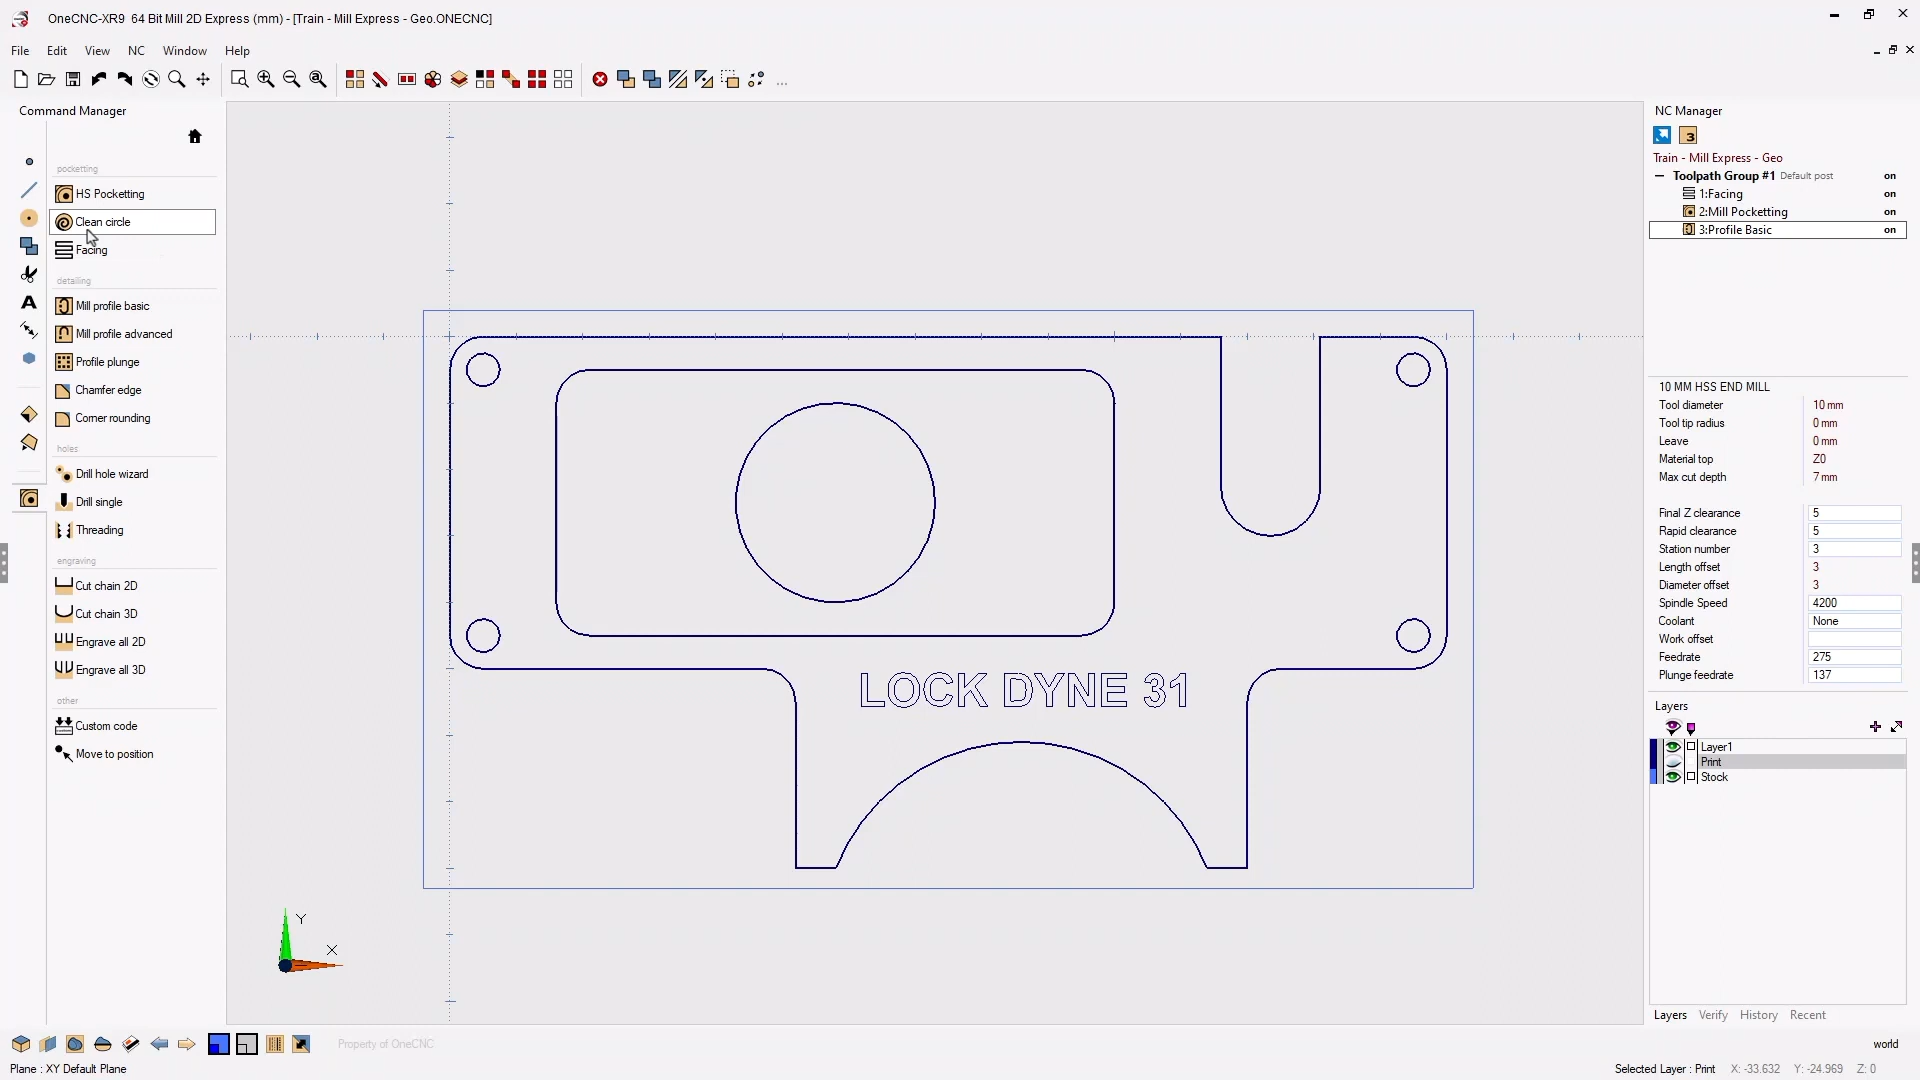 OneCNC-XR9 64 Bit Mill 2D Express (mm) - [Train - Mill Express - Geo.ONECNC]
File Edit View NC Window Help
...
Command Manager
pocketting
HS Pocketting
Clean circle
Facing
detailing
Mill profile basic
Mill profile advanced
Profile plunge
Chamfer edge
Corner rounding
holes
Drill hole wizard
Drill single
Threading
engraving
Cut chain 2D
Cut chain 3D
Engrave all 2D
Engrave all 3D
other
Custom code
Move to position
A
LOCK DYNE 31
Y
X
NC Manager
3
Train - Mill Express - Geo
Toolpath Group #1 Default post on
1:Facing on
2:Mill Pocketting on
3:Profile Basic on
10 MM HSS END MILL
Tool diameter 10 mm
Tool tip radius 0 mm
Leave 0 mm
Material top Z0
Max cut depth 7 mm
Final Z clearance 5
Rapid clearance 5
Station number 3
Length offset 3
Diameter offset 3
Spindle Speed 4200
Coolant None
Work offset
Feedrate 275
Plunge feedrate 137
Layers
Layer1
Print
Stock
Layers Verify History Recent
Property of OneCNC
world
Plane : XY Default Plane
Selected Layer : Print X: -33.632 Y: -24.969 Z: 0